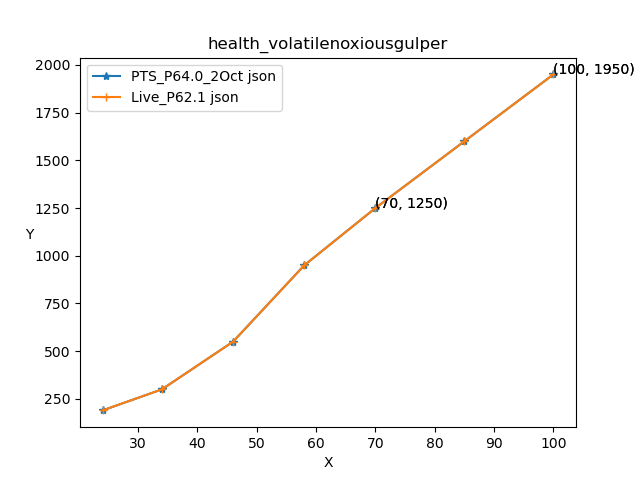 health_volatilenoxiousgulper
PTS_P64.0_2Oct json
Live_P62.1 json
(100, 1950)
(70, 1250)
2000
1750
1500
1250
1000
750
500
250
Y
30 40 50 60 70 80 90 100
X